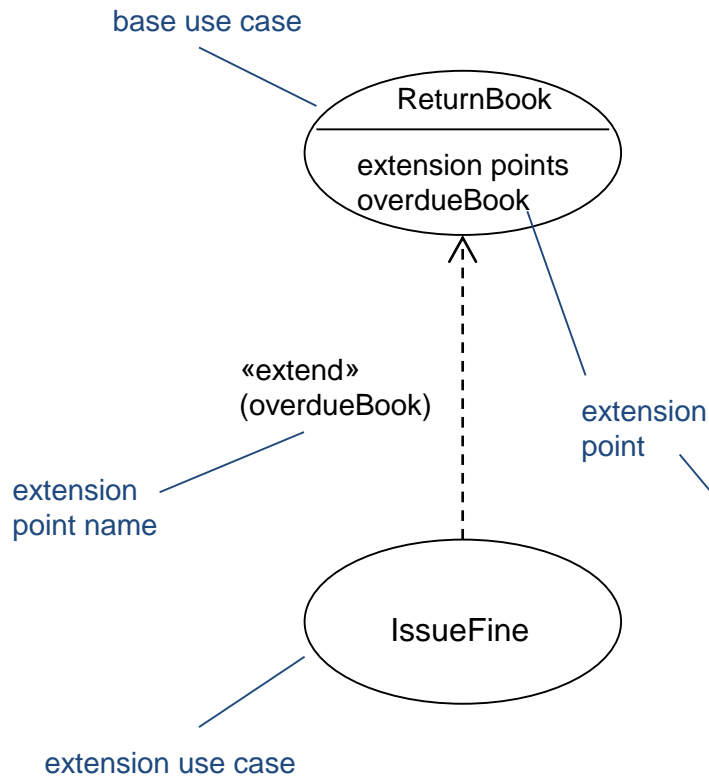 base use case
ReturnBook
extension points
overdueBook
«extend»
(overdueBook)
extension
point
extension
point name
IssueFine
extension use case